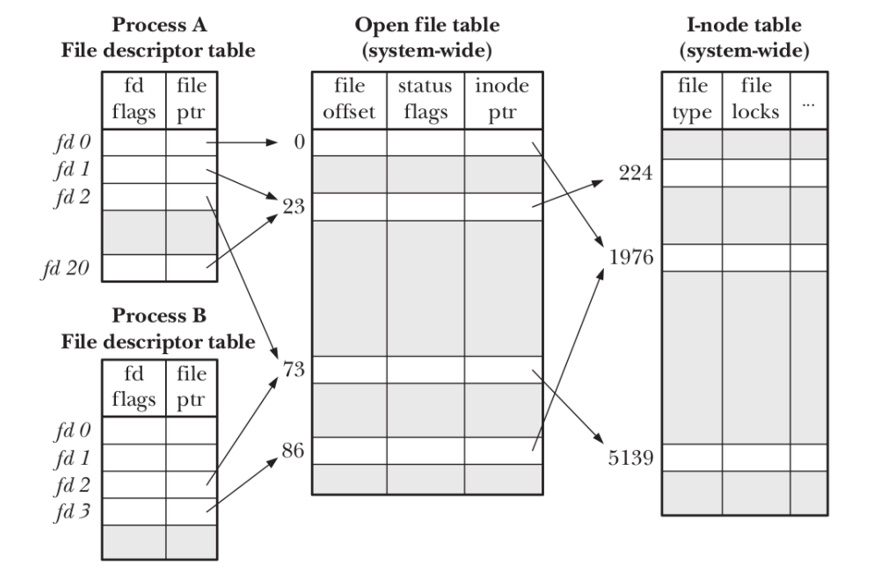 Process A
File descriptor table
fd flags
file ptr
fd 0
fd 1
fd 2
fd 20
Process B
File descriptor table
fd flags
file ptr
fd 0
fd 1
fd 2
fd 3
Open file table
(system-wide)
file offset
status flags
inode ptr
0
23
73
86
I-node table
(system-wide)
file type
file locks
...
224
1976
5139